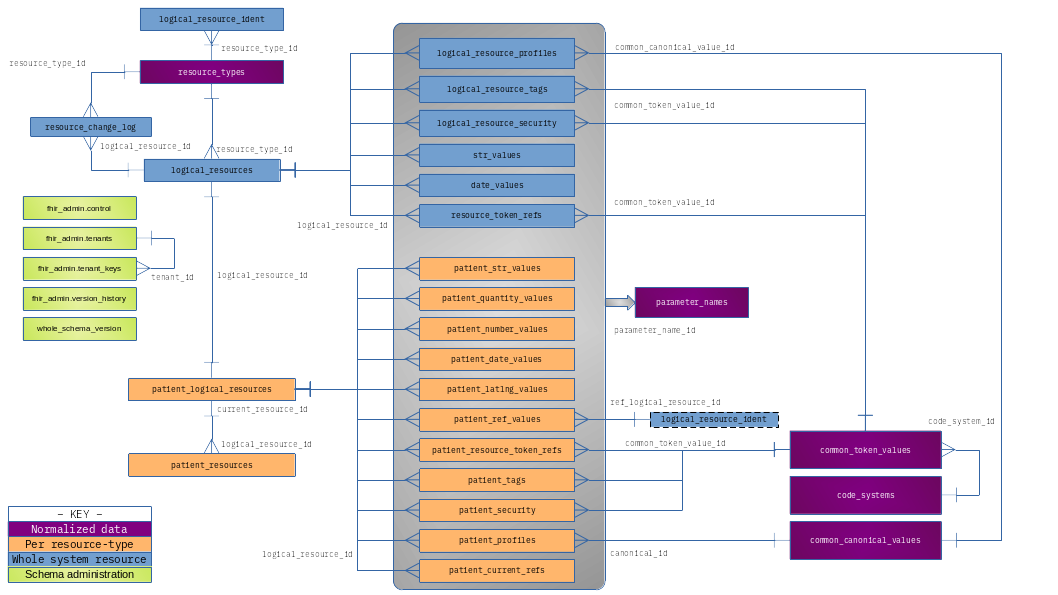 logical_resource_ident
resource_type_id
resource_type_id
resource_types
resource_change_log
logical_resource_id
resource_type_id
logical_resources
fhir_admin.control
fhir_admin.tenants
fhir_admin.tenant_keys
tenant_id
fhir_admin.version_history
whole_schema_version
logical_resource_id
logical_resource_id
patient_logical_resources
current_resource_id
logical_resource_id
patient_resources
logical_resource_id
logical_resource_profiles
logical_resource_tags
logical_resource_security
str_values
date_values
resource_token_refs
patient_str_values
patient_quantity_values
patient_number_values
patient_date_values
patient_latlng_values
patient_ref_values
patient_resource_token_refs
patient_tags
patient_security
patient_profiles
patient_current_refs
common_canonical_value_id
common_token_value_id
common_token_value_id
parameter_names
parameter_name_id
ref_logical_resource_id
logical_resource_ident
common_token_value_id
code_system_id
common_token_values
code_systems
common_canonical_values
canonical_id
– KEY –
Normalized data
Per resource-type
Whole system resource
Schema administration